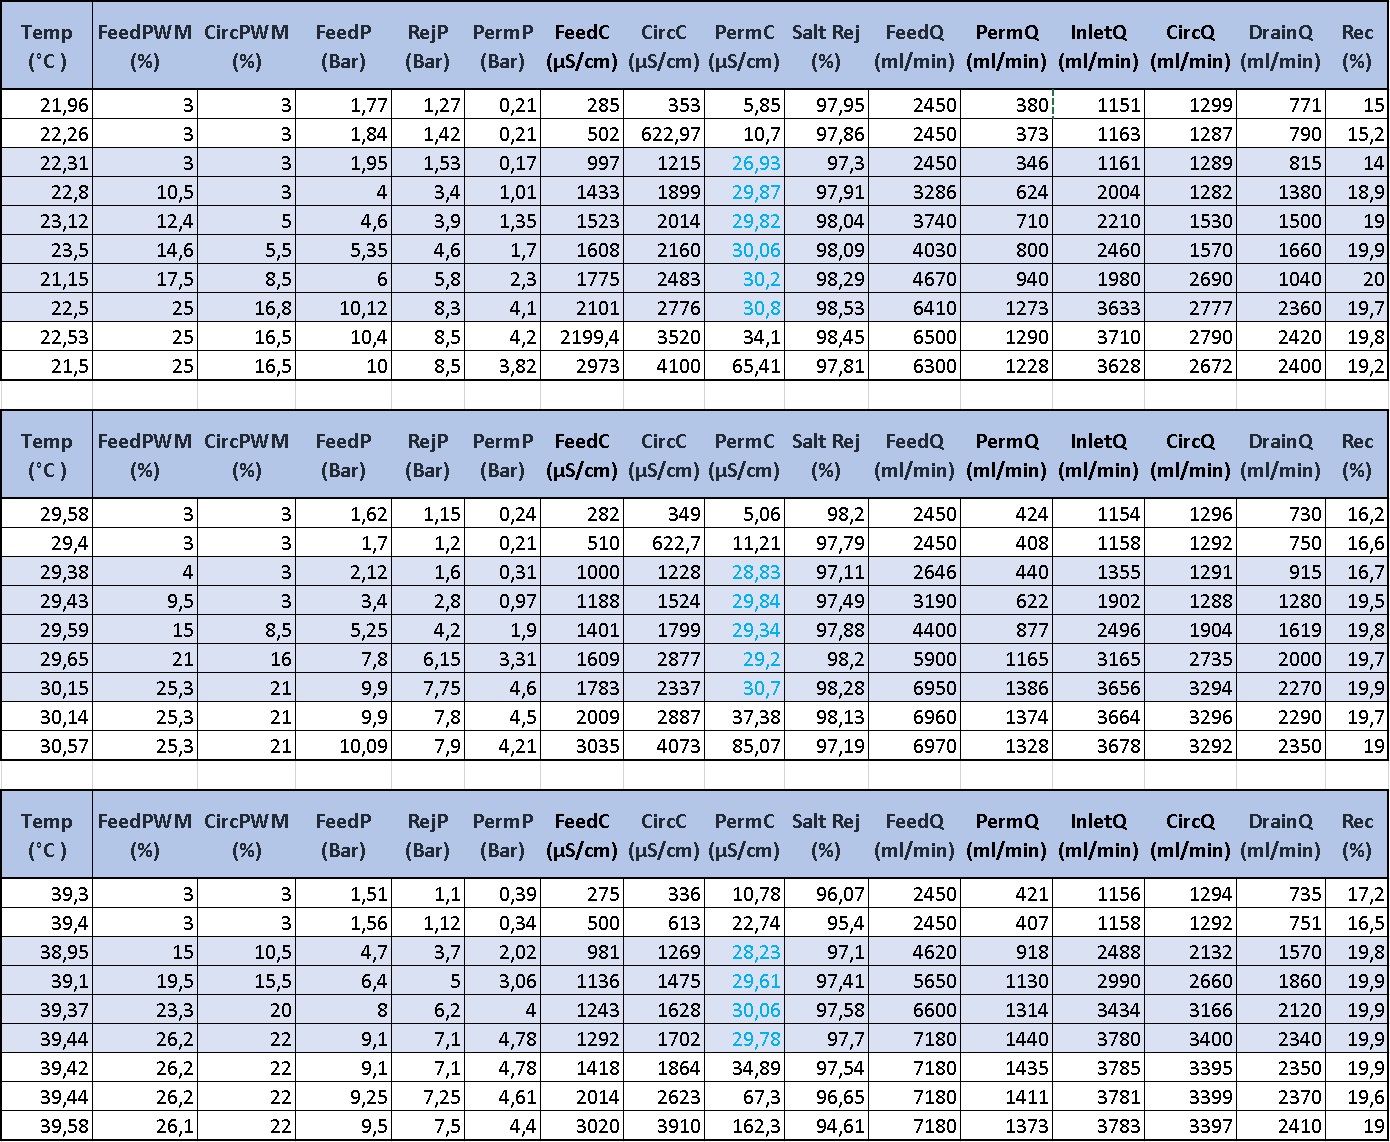 Temp FeedPWM CircPWM FeedP RejP PermP FeedC CircC PermC Salt Rej FeedQ PermQ InletQ CircQ DrainQ Rec
(°C ) (%) (%) (Bar) (Bar) (Bar) (µS/cm) (µS/cm) (µS/cm) (%) (ml/min) (ml/min) (ml/min) (ml/min) (ml/min) (%)
21,96 3 3 1,77 1,27 0,21 285 353 5,85 97,95 2450 380 1151 1299 771 15
22,26 3 3 1,84 1,42 0,21 502 622,97 10,7 97,86 2450 373 1163 1287 790 15,2
22,31 3 3 1,95 1,53 0,17 997 1215 26,93 97,3 2450 346 1161 1289 815 14
22,8 10,5 3 4 3,4 1,01 1433 1899 29,87 97,91 3286 624 2004 1282 1380 18,9
23,12 12,4 5 4,6 3,9 1,35 1523 2014 29,82 98,04 3740 710 2210 1530 1500 19
23,5 14,6 5,5 5,35 4,6 1,7 1608 2160 30,06 98,09 4030 800 2460 1570 1660 19,9
21,15 17,5 8,5 6 5,8 2,3 1775 2483 30,2 98,29 4670 940 1980 2690 1040 20
22,5 25 16,8 10,12 8,3 4,1 2101 2776 30,8 98,53 6410 1273 3633 2777 2360 19,7
22,53 25 16,5 10,4 8,5 4,2 2199,4 3520 34,1 98,45 6500 1290 3710 2790 2420 19,8
21,5 25 16,5 10 8,5 3,82 2973 4100 65,41 97,81 6300 1228 3628 2672 2400 19,2
Temp FeedPWM CircPWM FeedP RejP PermP FeedC CircC PermC Salt Rej FeedQ PermQ InletQ CircQ DrainQ Rec
(°C ) (%) (%) (Bar) (Bar) (Bar) (µS/cm) (µS/cm) (µS/cm) (%) (ml/min) (ml/min) (ml/min) (ml/min) (ml/min) (%)
29,58 3 3 1,62 1,15 0,24 282 349 5,06 98,2 2450 424 1154 1296 730 16,2
29,4 3 3 1,7 1,2 0,21 510 622,7 11,21 97,79 2450 408 1158 1292 750 16,6
29,38 4 3 2,12 1,6 0,31 1000 1228 28,83 97,11 2646 440 1355 1291 915 16,7
29,43 9,5 3 3,4 2,8 0,97 1188 1524 29,84 97,49 3190 622 1902 1288 1280 19,5
29,59 15 8,5 5,25 4,2 1,9 1401 1799 29,34 97,88 4400 877 2496 1904 1619 19,8
29,65 21 16 7,8 6,15 3,31 1609 2877 29,2 98,2 5900 1165 3165 2735 2000 19,7
30,15 25,3 21 9,9 7,75 4,6 1783 2337 30,7 98,28 6950 1386 3656 3294 2270 19,9
30,14 25,3 21 9,9 7,8 4,5 2009 2887 37,38 98,13 6960 1374 3664 3296 2290 19,7
30,57 25,3 21 10,09 7,9 4,21 3035 4073 85,07 97,19 6970 1328 3678 3292 2350 19
Temp FeedPWM CircPWM FeedP RejP PermP FeedC CircC PermC Salt Rej FeedQ PermQ InletQ CircQ DrainQ Rec
(°C ) (%) (%) (Bar) (Bar) (Bar) (µS/cm) (µS/cm) (µS/cm) (%) (ml/min) (ml/min) (ml/min) (ml/min) (ml/min) (%)
39,3 3 3 1,51 1,1 0,39 275 336 10,78 96,07 2450 421 1156 1294 735 17,2
39,4 3 3 1,56 1,12 0,34 500 613 22,74 95,4 2450 407 1158 1292 751 16,5
38,95 15 10,5 4,7 3,7 2,02 981 1269 28,23 97,1 4620 918 2488 2132 1570 19,8
39,1 19,5 15,5 6,4 5 3,06 1136 1475 29,61 97,41 5650 1130 2990 2660 1860 19,9
39,37 23,3 20 8 6,2 4 1243 1628 30,06 97,58 6600 1314 3434 3166 2120 19,9
39,44 26,2 22 9,1 7,1 4,78 1292 1702 29,78 97,7 7180 1440 3780 3400 2340 19,9
39,42 26,2 22 9,1 7,1 4,78 1418 1864 34,89 97,54 7180 1435 3785 3395 2350 19,9
39,44 26,2 22 9,25 7,25 4,61 2014 2623 67,3 96,65 7180 1411 3781 3399 2370 19,6
39,58 26,1 22 9,5 7,5 4,4 3020 3910 162,3 94,61 7180 1373 3783 3397 2410 19